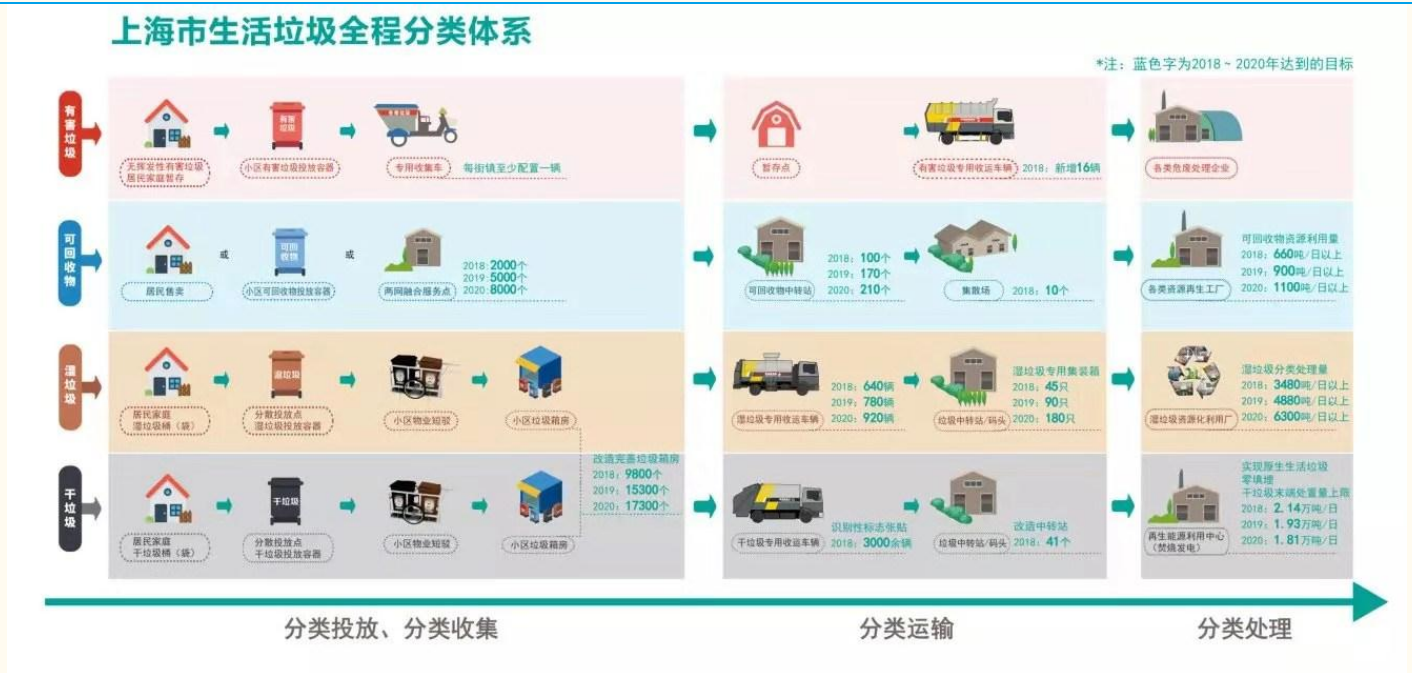 上海市生活垃圾全程分类体系
*注：蓝色字为2018~2020年达到的目标
有害垃圾
有害垃圾
无挥发性有害垃圾
居民家庭暂存
小区有害垃圾投放容器
专用收集车
每街镇至少配置一辆
暂存点
有害垃圾专用收运车辆
2018：新增16辆
各类危废处理企业
可回收物
居民售卖
或
可回收物
小区可回收物投放容器
或
两网融合服务点
2018:2000个
2019:5000个
2020:8000个
可回收物中转站
2018：100个
2019：170个
2020：210个
集散场
2018：10个
各类资源再生工厂
可回收物资源利用量
2018：660吨/日以上
2019：900吨/日以上
2020：1100吨/日以上
湿垃圾
居民家庭
湿垃圾桶（袋）
湿垃圾
分散投放点
湿垃圾投放容器
小区物业短驳
小区垃圾箱房
湿垃圾专用收运车辆
2018：640辆
2019：780辆
2020：920辆
垃圾中转站/码头
湿垃圾专用集装箱
2018：45只
2019：90只
2020：180只
湿垃圾资源化利用厂
湿垃圾分类处理量
2018：3480吨/日以上
2019：4880吨/日以上
2020：6300吨/日以上
改造完善垃圾箱房
2018：9800个
2019：15300个
2020：17300个
干垃圾
居民家庭
干垃圾桶（袋）
干垃圾
分散投放点
干垃圾投放容器
小区物业短驳
小区垃圾箱房
干垃圾专用收运车辆
识别性标志张贴
2018：3000余辆
垃圾中转站/码头
改造中转站
2018：41个
再生能源利用中心
（焚烧发电）
实现原生生活垃圾
零填埋
干垃圾末端处置量上限
2018：2.14万吨/日
2019：1.93万吨/日
2020：1.81万吨/日
分类投放、分类收集
分类运输
分类处理